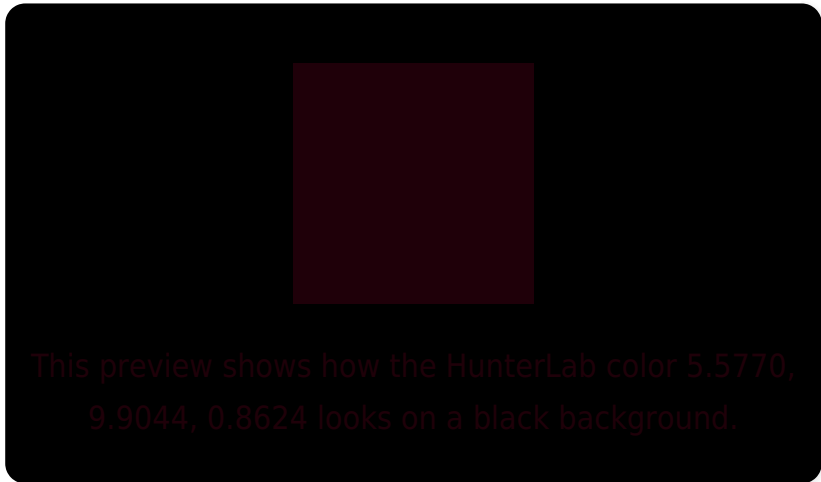 This preview shows how the HunterLab color 5.5770,
9.9044, 0.8624 looks on a black background.